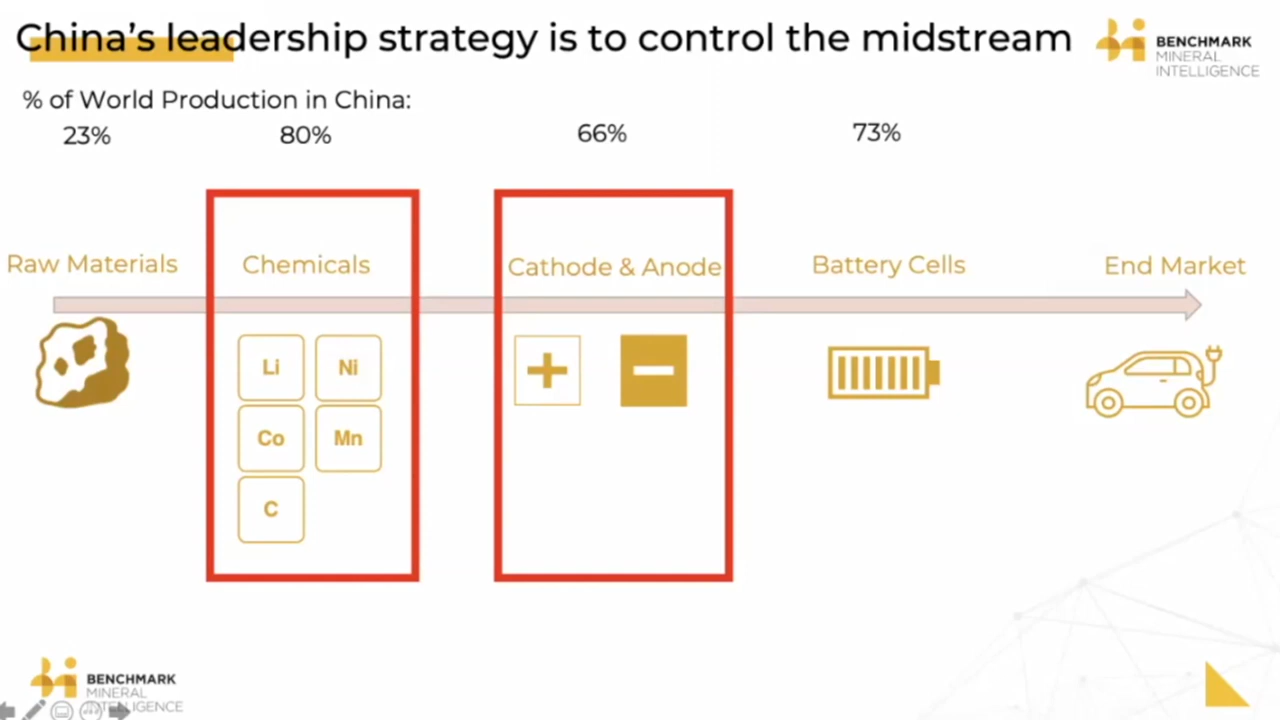 China's leadership strategy is to control the midstream
BENCHMARK
MINERAL
INTELLIGENCE
% of World Production in China:
23% 80% 66% 73%
Raw Materials Chemicals Cathode & Anode Battery Cells End Market
Li Ni
Co Mn
C
BENCHMARK
MINERAL
INTELLIGENCE